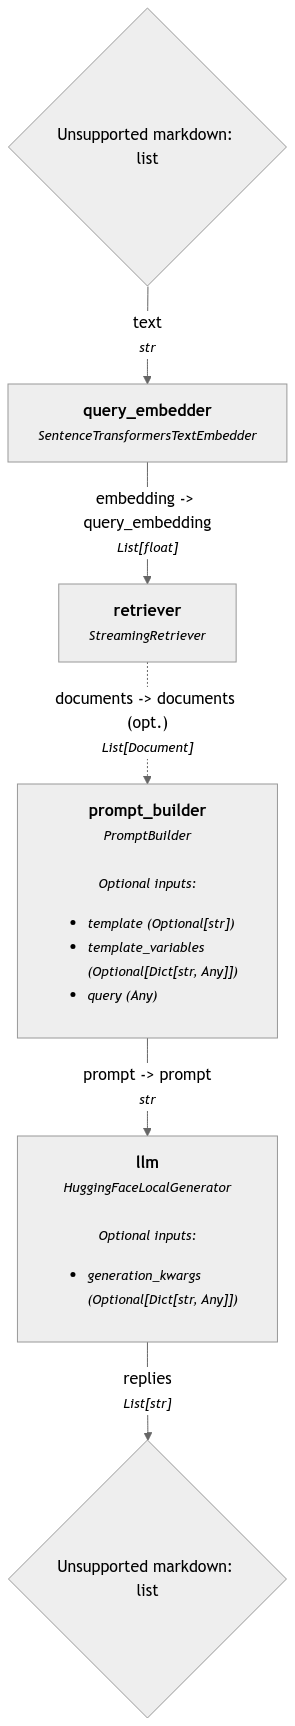 Unsupported markdown:
list
text
str
query_embedder
SentenceTransformersTextEmbedder
embedding ->
query_embedding
List[float]
retriever
StreamingRetriever
documents -> documents
(opt.)
List[Document]
prompt_builder
PromptBuilder
Optional inputs:
• template (Optional[str])
• template_variables
(Optional[Dict[str, Any]])
• query (Any)
prompt -> prompt
str
llm
HuggingFaceLocalGenerator
Optional inputs:
• generation_kwargs
(Optional[Dict[str, Any]])
replies
List[str]
Unsupported markdown:
list